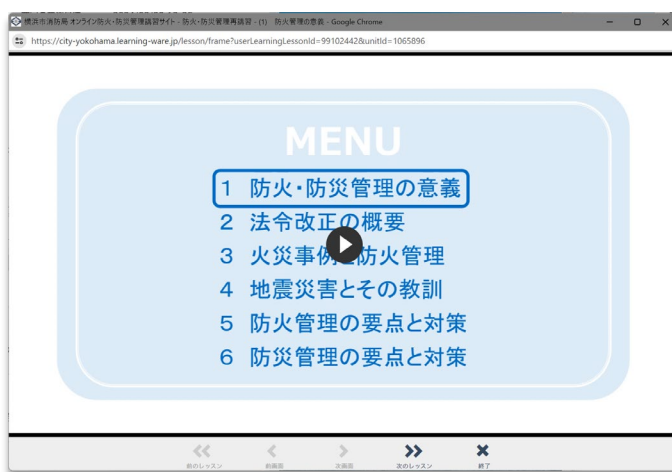 横浜市消防局 オンライン防火・防災管理講習サイト - 防火・防災管理再講習 - (1) 防火管理の意義 - Google Chrome
https://city-yokohama.learning-ware.jp/lesson/frame?userLearningLessonId=99102442&unitId=1065896
MENU
1 防火・防災管理の意義
2 法令改正の概要
3 火災事例と防火管理
4 地震災害とその教訓
5 防火管理の要点と対策
6 防災管理の要点と対策
前のレッスン
前画面
次画面
次のレッスン
終了